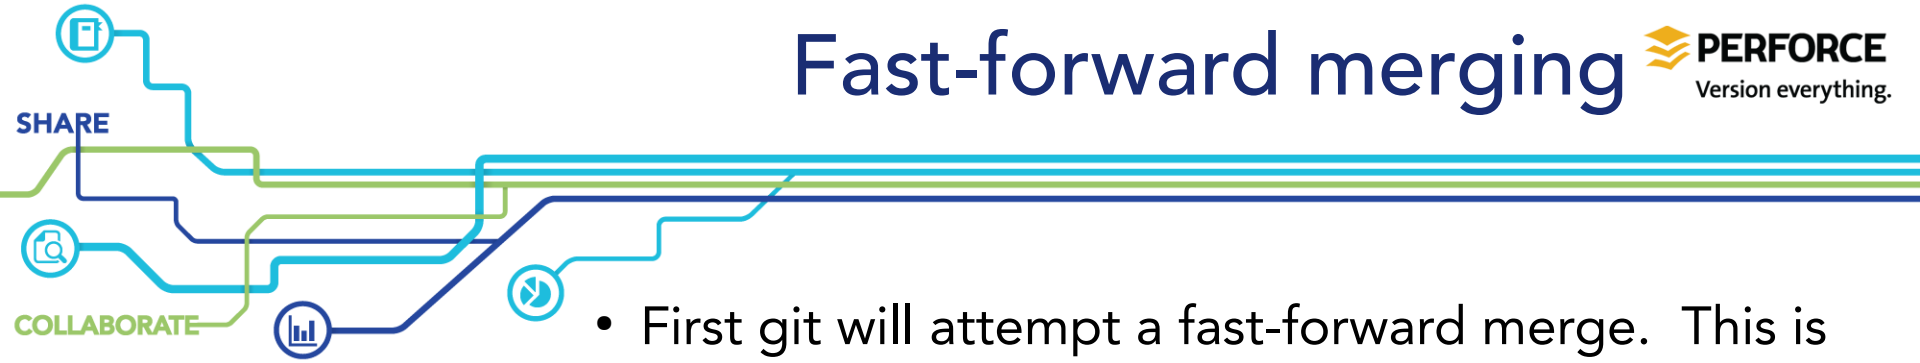 Fast-forward merging
PERFORCE
Version everything.
SHARE
COLLABORATE
• First git will attempt a fast-forward merge.  This is